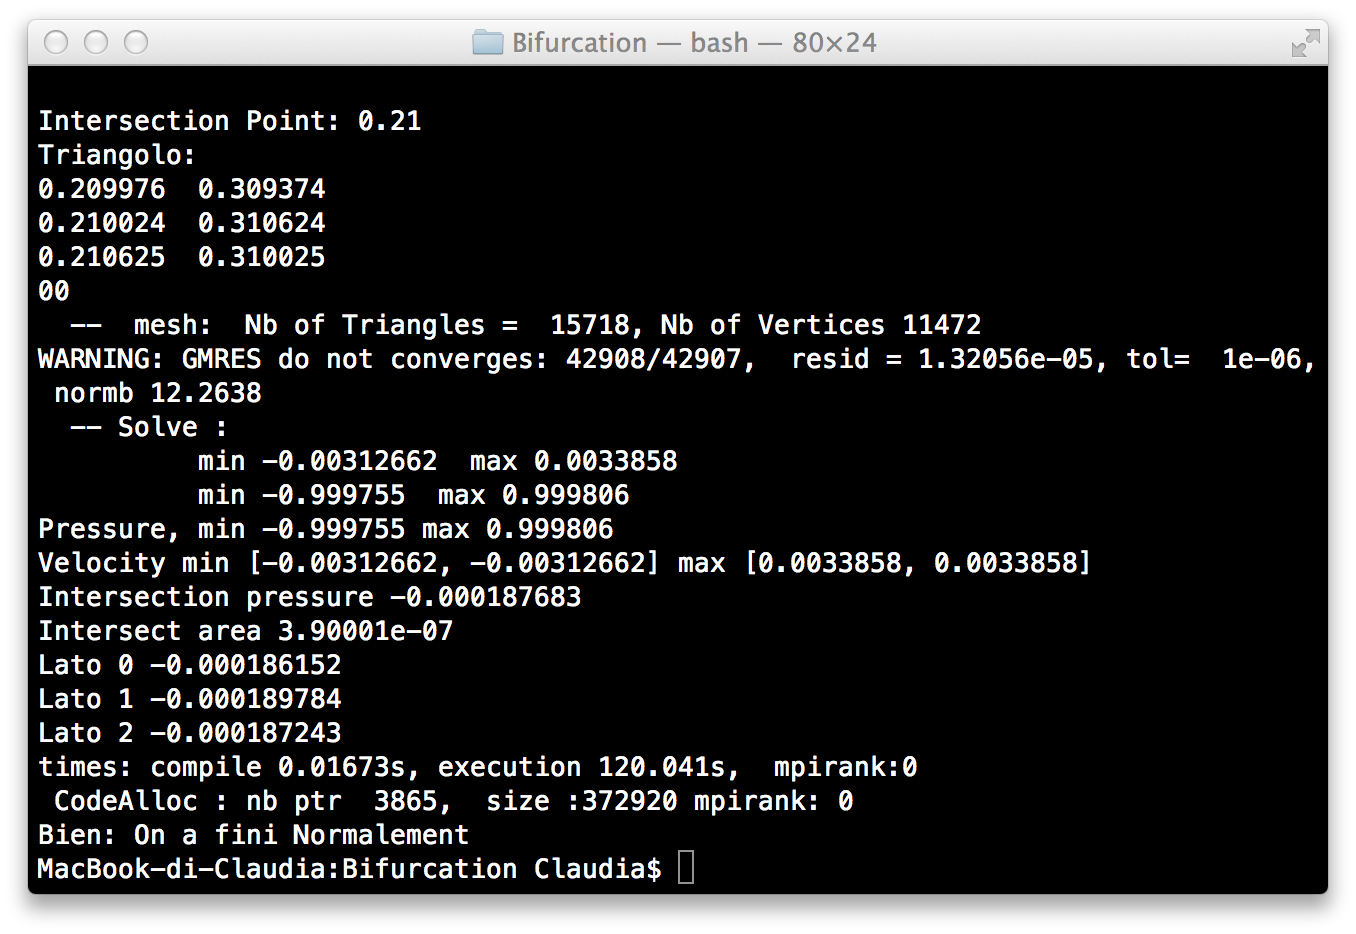 Bifurcation — bash — 80×24
Intersection Point: 0.21
Triangolo:
0.209976  0.309374
0.210024  0.310624
0.210625  0.310025
00
  --  mesh:  Nb of Triangles =  15718, Nb of Vertices 11472
WARNING: GMRES do not converges: 42908/42907,  resid = 1.32056e-05, tol=  1e-06,
 normb 12.2638
  -- Solve :
          min -0.00312662  max 0.0033858
          min -0.999755  max 0.999806
Pressure, min -0.999755 max 0.999806
Velocity min [-0.00312662, -0.00312662] max [0.0033858, 0.0033858]
Intersection pressure -0.000187683
Intersect area 3.90001e-07
Lato 0 -0.000186152
Lato 1 -0.000189784
Lato 2 -0.000187243
times: compile 0.01673s, execution 120.041s,  mpirank:0
 CodeAlloc : nb ptr  3865,  size :372920 mpirank: 0
Bien: On a fini Normalement
MacBook-di-Claudia:Bifurcation Claudia$